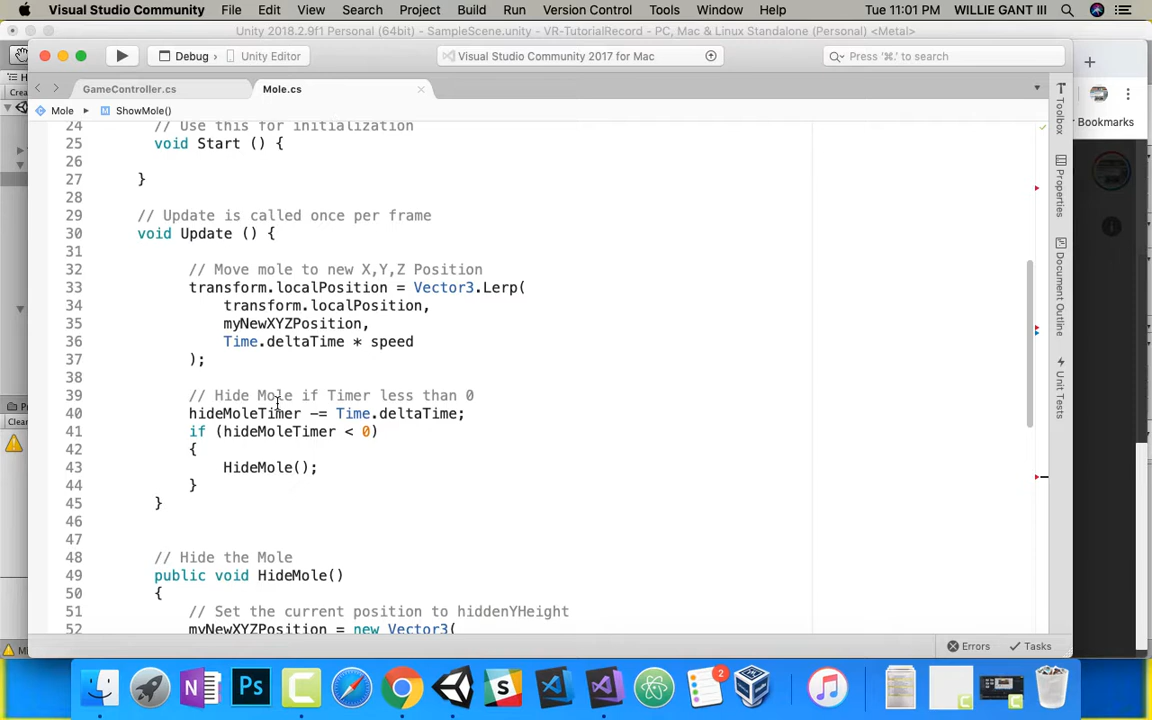 Visual Studio Community File Edit View Search Project Build Run Version Control Tools Window Help Tue 11:01 PM WILLIE GANT III
Unity 2018.2.9f1 Personal (64bit) - SampleScene.unity - VR-TutorialRecord - PC, Mac & Linux Standalone (Personal) <Metal>
Debug Unity Editor Visual Studio Community 2017 for Mac Press '⌘.' to search
GameController.cs Mole.cs
Mole ShowMole()
Bookmarks
Toolbox
Properties
Document Outline
Unit Tests
24 // Use this for initialization
25 void Start () {
26
27 }
28
29 // Update is called once per frame
30 void Update () {
31
32 // Move mole to new X,Y,Z Position
33 transform.localPosition = Vector3.Lerp(
34 transform.localPosition,
35 myNewXYZPosition,
36 Time.deltaTime * speed
37 );
38
39 // Hide Mole if Timer less than 0
40 hideMoleTimer -= Time.deltaTime;
41 if (hideMoleTimer < 0)
42 {
43 HideMole();
44 }
45 }
46
47
48 // Hide the Mole
49 public void HideMole()
50 {
51 // Set the current position to hiddenYHeight
52 myNewXYZPosition = new Vector3(
Errors Tasks
N Ps C S 2